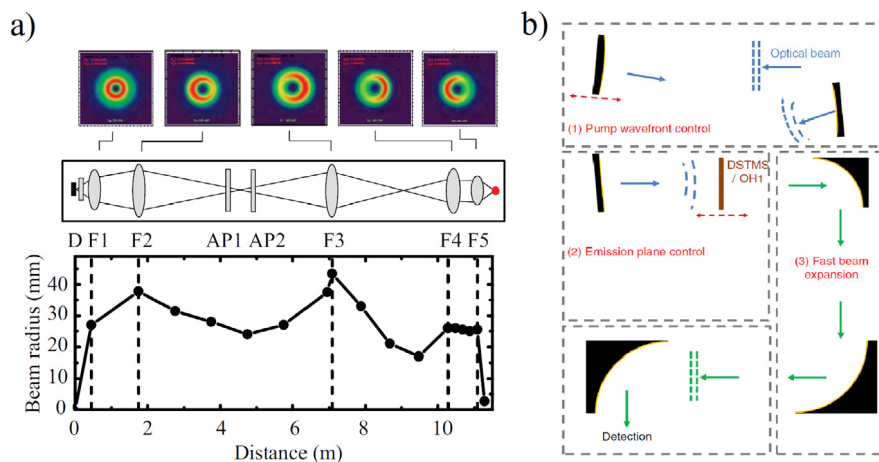 a)
D F1 F2 AP1 AP2 F3 F4 F5
Beam radius (mm)
40
30
20
10
0
0 2 4 6 8 10
Distance (m)
b)
Optical beam
(1) Pump wavefront control
DSTMS
/ OH1
(2) Emission plane control
(3) Fast beam
expansion
Detection